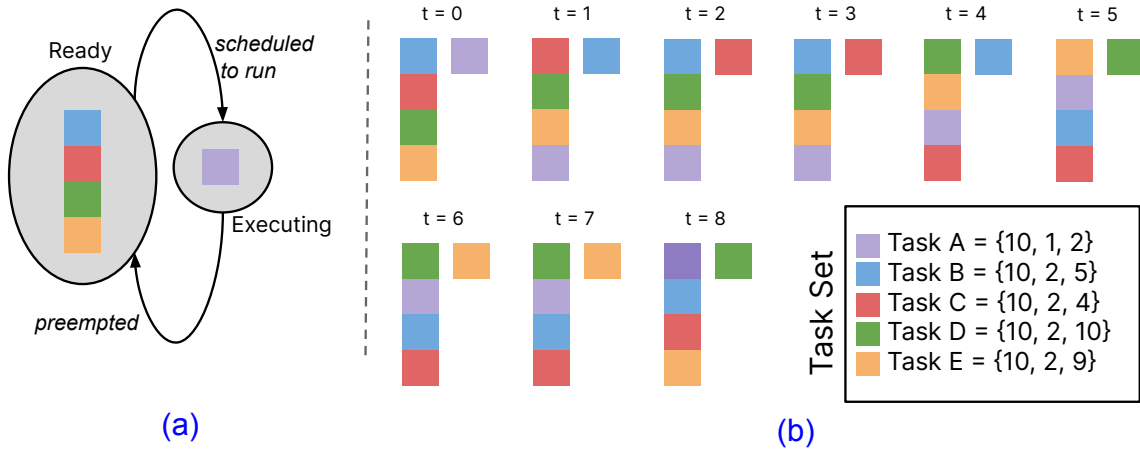 Ready
scheduled
to run
Executing
preempted
(a)
t = 0
t = 1
t = 2
t = 3
t = 4
t = 5
t = 6
t = 7
t = 8
Task Set
Task A = {10, 1, 2}
Task B = {10, 2, 5}
Task C = {10, 2, 4}
Task D = {10, 2, 10}
Task E = {10, 2, 9}
(b)